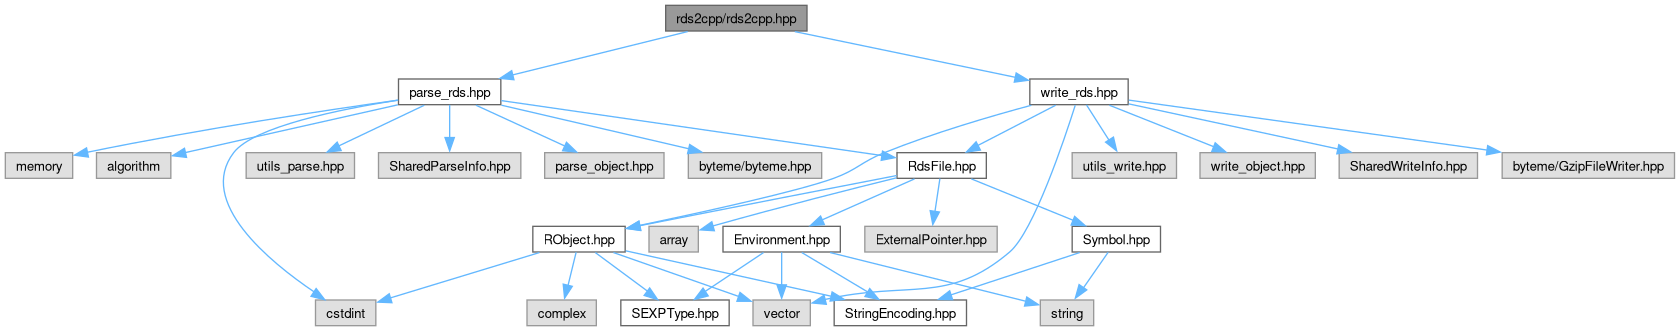 rds2cpp/rds2cpp.hpp
parse_rds.hpp
write_rds.hpp
memory
algorithm
utils_parse.hpp
SharedParseInfo.hpp
parse_object.hpp
byteme/byteme.hpp
RdsFile.hpp
utils_write.hpp
write_object.hpp
SharedWriteInfo.hpp
byteme/GzipFileWriter.hpp
RObject.hpp
array
Environment.hpp
ExternalPointer.hpp
Symbol.hpp
cstdint
complex
SEXPType.hpp
vector
StringEncoding.hpp
string